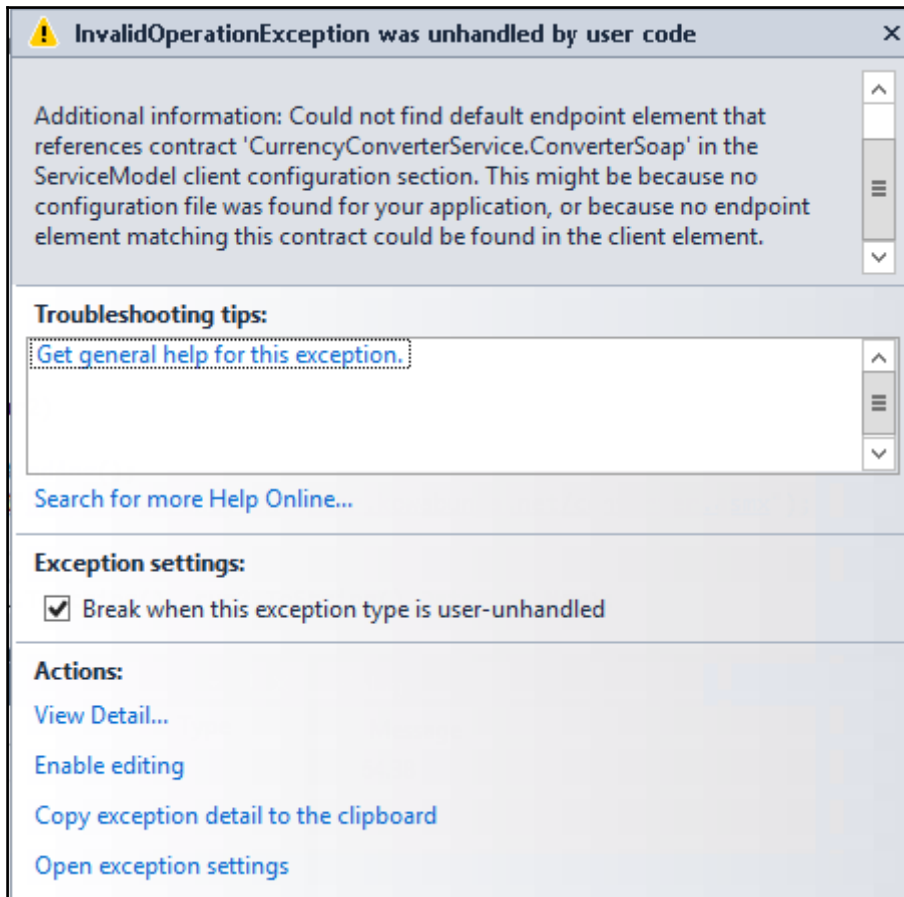 InvalidOperationException was unhandled by user code
Additional information: Could not find default endpoint element that
references contract 'CurrencyConverterService.ConverterSoap' in the
ServiceModel client configuration section. This might be because no
configuration file was found for your application, or because no endpoint
element matching this contract could be found in the client element.
Troubleshooting tips:
Get general help for this exception.
Search for more Help Online...
Exception settings:
Break when this exception type is user-unhandled
Actions:
View Detail...
Enable editing
Copy exception detail to the clipboard
Open exception settings